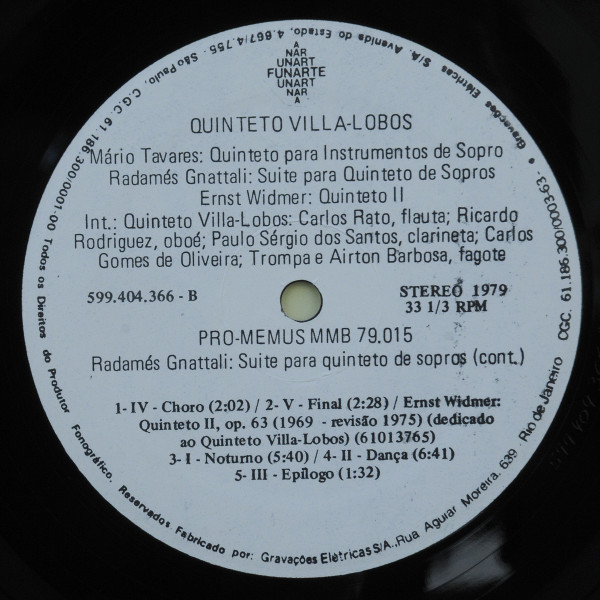 A
NAR
UNART
FUNARTE
UNART
NAR
A
QUINTETO VILLA-LOBOS
Mário Tavares: Quinteto para Instrumentos de Sopro
Radamés Gnattali: Suite para Quinteto de Sopros
Ernst Widmer: Quinteto II
Int.: Quinteto Villa-Lobos: Carlos Rato, flauta; Ricardo
Rodriguez, oboé; Paulo Sérgio dos Santos, clarineta; Carlos
Gomes de Oliveira; Trompa e Airton Barbosa, fagote
599.404.366 - B
STEREO 1979
33 1/3 RPM
PRO-MEMUS MMB 79.015
Radamés Gnattali: Suite para quinteto de sopros (cont.)
1- IV - Choro (2:02) / 2- V - Final (2:28) / Ernst Widmer:
Quinteto II, op. 63 (1969 - revisão 1975) (dedicado
ao Quinteto Villa-Lobos) (61013765)
3- I - Noturno (5:40) / 4- II - Dança (6:41)
5- III - Epílogo (1:32)
• Gravações Elétricas S/A. Avenida do Estado, 4.667/4.755 - São Paulo. C.G.C 61.186.300/0001-00 Todos os Direitos do Produtor Fonográfico. Reservados Fabricado por: Gravações Elétricas S/A.,Rua Aguiar Moreira, 639 - Rio de Janeiro CGC. 61.186.300/0003-63-